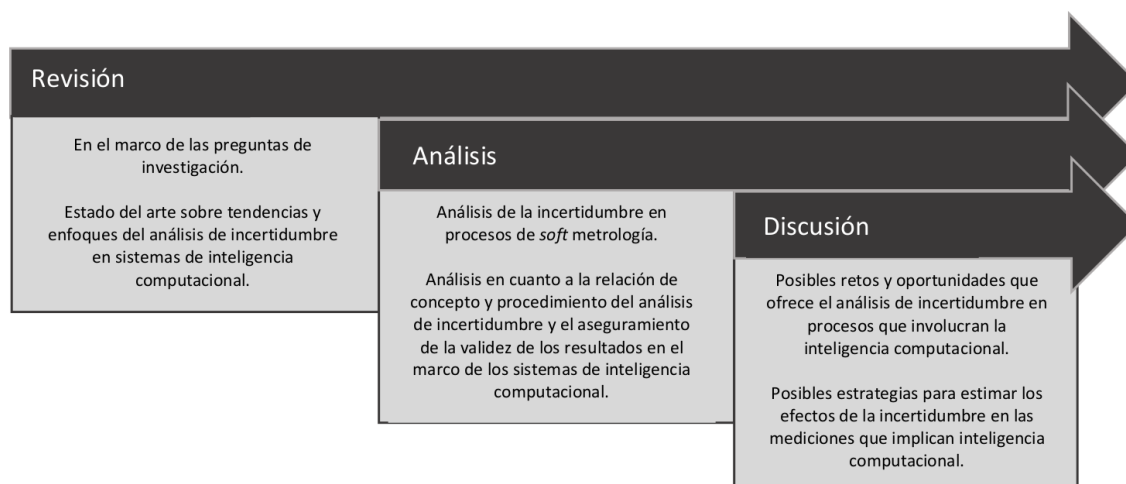 Revisión
En el marco de las preguntas de
investigación.
Estado del arte sobre tendencias y
enfoques del análisis de incertidumbre
en sistemas de inteligencia
computacional.
Análisis
Análisis de la incertidumbre en
procesos de soft metrología.
Análisis en cuanto a la relación de
concepto y procedimiento del análisis
de incertidumbre y el aseguramiento
de la validez de los resultados en el
marco de los sistemas de inteligencia
computacional.
Discusión
Posibles retos y oportunidades que
ofrece el análisis de incertidumbre en
procesos que involucran la
inteligencia computacional.
Posibles estrategias para estimar los
efectos de la incertidumbre en las
mediciones que implican inteligencia
computacional.